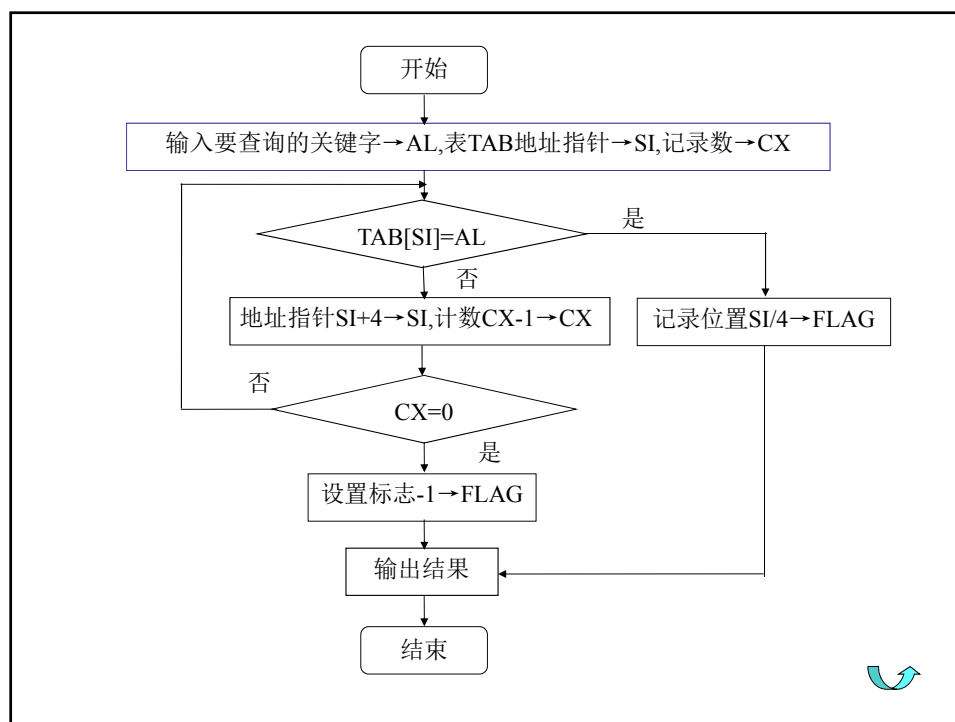 开始
输入要查询的关键字→AL,表TAB地址指针→SI,记录数→CX
TAB[SI]=AL
是
否
地址指针SI+4→SI,计数CX-1→CX
记录位置SI/4→FLAG
否
CX=0
是
设置标志-1→FLAG
输出结果
结束